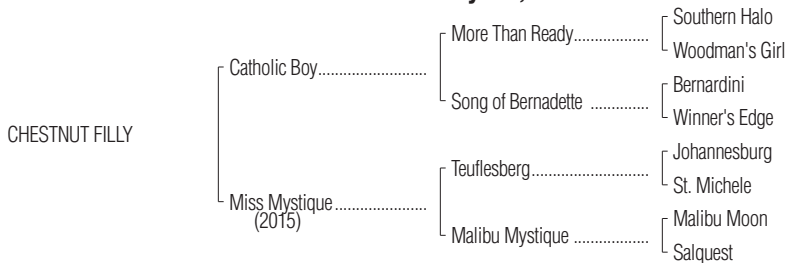 Southern Halo
More Than Ready..................
Woodman's Girl
Catholic Boy..........................
Bernardini
Song of Bernadette ..............
Winner's Edge
CHESTNUT FILLY
Johannesburg
Teuflesberg............................
St. Michele
Miss Mystique......................
(2015)
Malibu Moon
Malibu Mystique ..................
Salquest